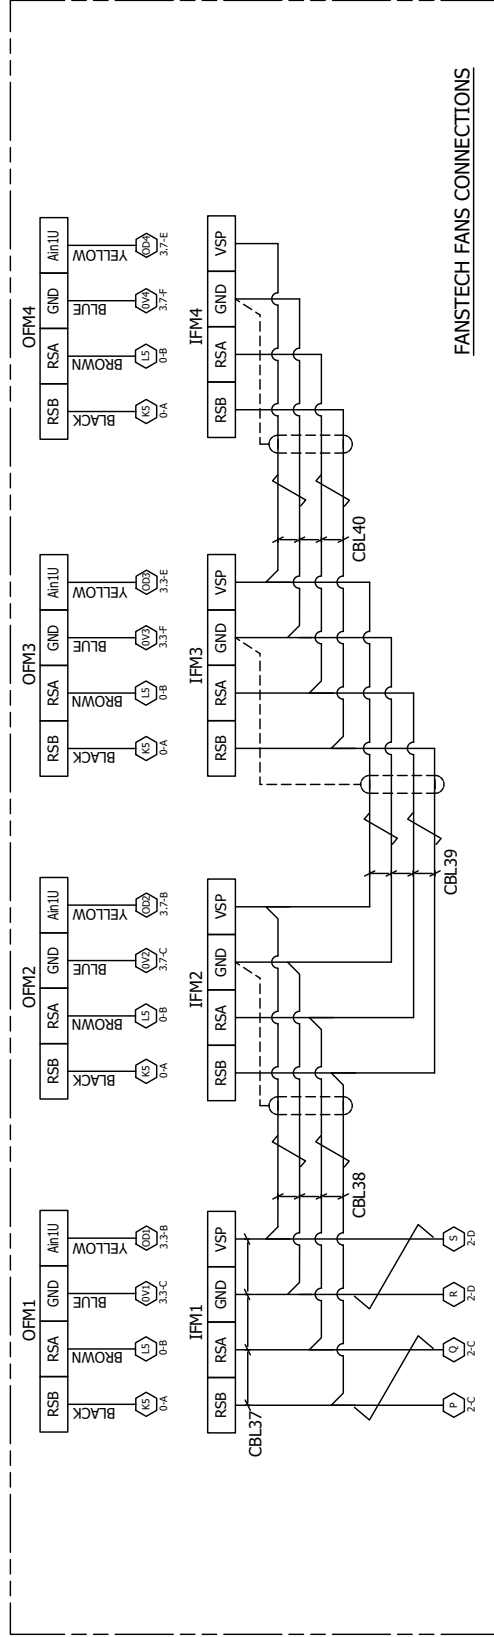 OFM1
RSB RSA GND Ain1U
BLACK BROWN BLUE YELLOW
K5 L5 0V1 OD1
0-A 0-B 3.3-C 3.3-B
OFM2
RSB RSA GND Ain1U
BLACK BROWN BLUE YELLOW
K5 L5 0V2 OD2
0-A 0-B 3.7-C 3.7-B
OFM3
RSB RSA GND Ain1U
BLACK BROWN BLUE YELLOW
K5 L5 0V3 OD3
0-A 0-B 3.3-F 3.3-E
OFM4
RSB RSA GND Ain1U
BLACK BROWN BLUE YELLOW
K5 L5 0V4 OD4
0-A 0-B 3.7-F 3.7-E
IFM1
RSB RSA GND VSP
CBL37
IFM2
RSB RSA GND VSP
IFM3
RSB RSA GND VSP
IFM4
RSB RSA GND VSP
CBL38
CBL39
CBL40
P Q R S
2-C 2-C 2-D 2-D
FANSTECH FANS CONNECTIONS